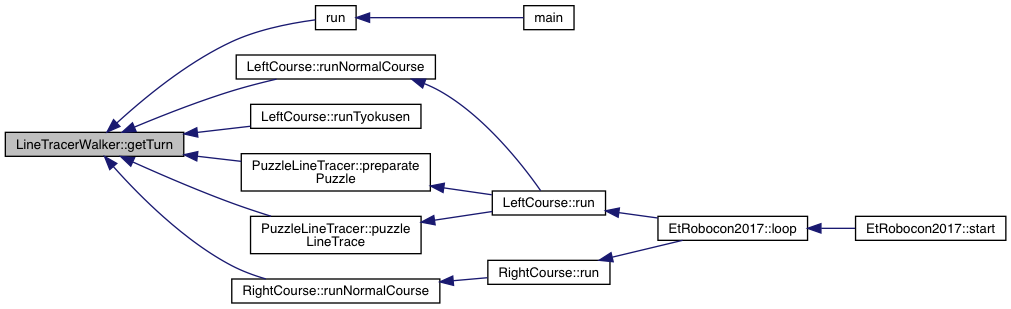 run
main
LeftCourse::runNormalCourse
LeftCourse::runTyokusen
LineTracerWalker::getTurn
PuzzleLineTracer::preparate
Puzzle
LeftCourse::run
PuzzleLineTracer::puzzle
LineTrace
EtRobocon2017::loop
EtRobocon2017::start
RightCourse::run
RightCourse::runNormalCourse